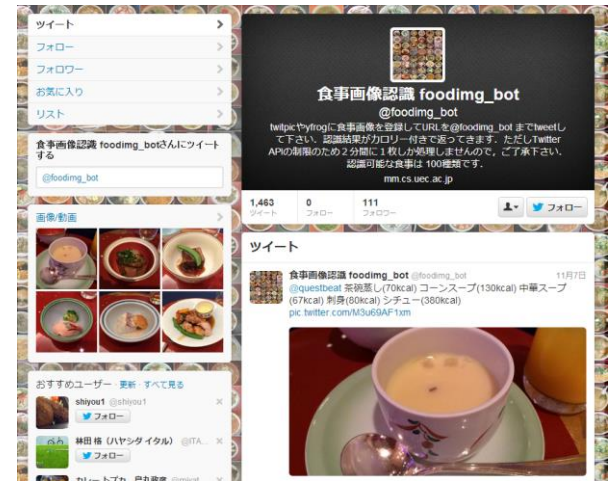 ツイート
フォロー
フォロワー
お気に入り
リスト
食事画像認識 foodimg_botさんにツイート
する
@foodimg_bot
画像/動画
おすすめユーザー · 更新 · すべて見る
shiyou1 @shiyou1
フォロー
林田 格（ハヤシダ イタル） @ITA...
フォロー
食事画像認識 foodimg_bot
@foodimg_bot
twitpicやyfrogに食事画像を登録してURLを@foodimg_bot までtweetし
て下さい．認識結果がカロリー付きで返ってきます．ただしTwitter
APIの制限のため２分間に１枚しか処理しませんので，ご了承下さい．
認識可能な食事は 100種類です．
mm.cs.uec.ac.jp
1,463 0 111
ツイート フォロー フォロワー
フォロー
ツイート
食事画像認識 foodimg_bot @foodimg_bot 11月7日
@questbeat 茶碗蒸し(70kcal) コーンスープ(130kcal) 中華スープ
(67kcal) 刺身(80kcal) シチュー(380kcal)
pic.twitter.com/M3u69AF1xm